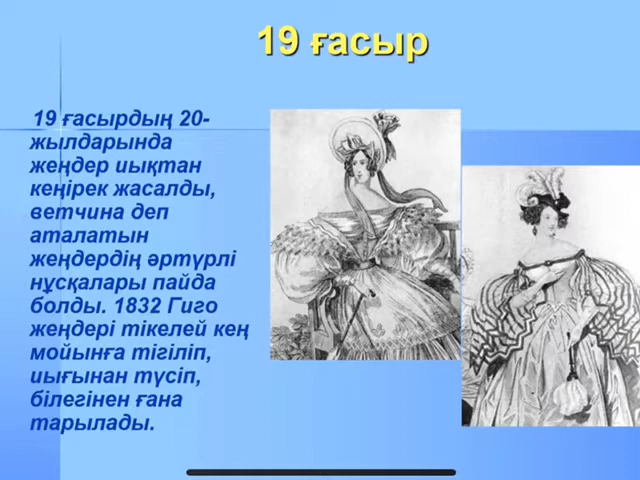 19 ғасыр
19 ғасырдың 20-
жылдарында
жеңдер иықтан
кеңірек жасалды,
ветчина деп
аталатын
жеңдердің әртүрлі
нұсқалары пайда
болды. 1832 Гиго
жеңдері тікелей кең
мойынға тігіліп,
иығынан түсіп,
білегінен ғана
тарылады.